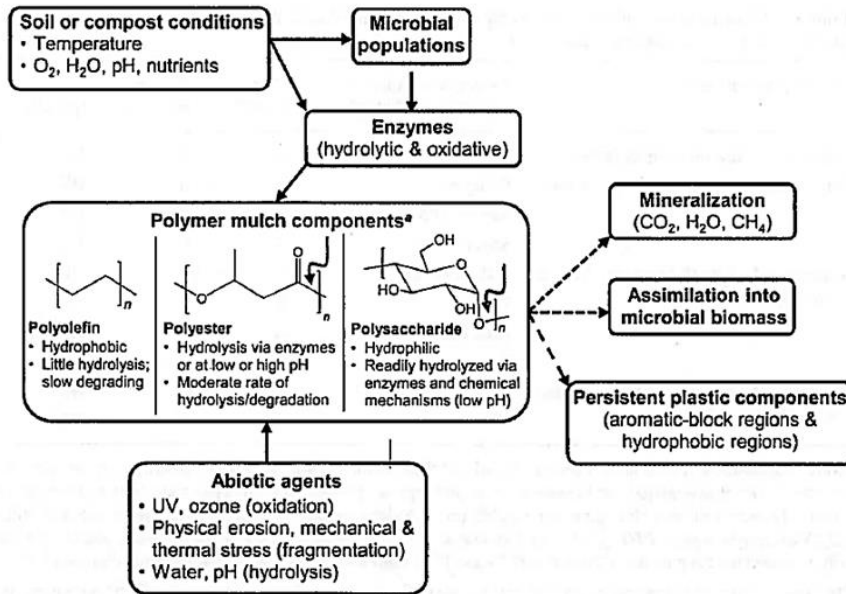 Soil or compost conditions
• Temperature
• O₂, H₂O, pH, nutrients
Microbial
populations
Enzymes
(hydrolytic & oxidative)
Polymer mulch componentsᵃ
n
Polyolefin
• Hydrophobic
• Little hydrolysis;
slow degrading
O
O
n
Polyester
• Hydrolysis via enzymes
or at low or high pH
• Moderate rate of
hydrolysis/degradation
OH
O
HO
OH
O
n
Polysaccharide
• Hydrophilic
• Readily hydrolyzed via
enzymes and chemical
mechanisms (low pH)
Mineralization
(CO₂, H₂O, CH₄)
Assimilation into
microbial biomass
Persistent plastic components
(aromatic-block regions &
hydrophobic regions)
Abiotic agents
• UV, ozone (oxidation)
• Physical erosion, mechanical &
thermal stress (fragmentation)
• Water, pH (hydrolysis)